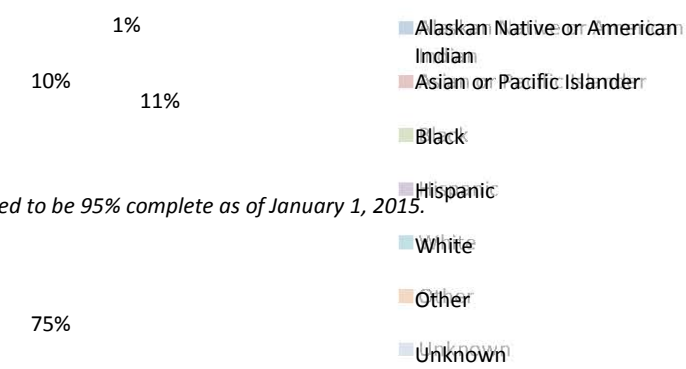 1%
10%
11%
ed to be 95% complete as of January 1, 2015.
75%
Alaskan Native or American
Indian
Asian or Pacific Islander
Black
Hispanic
White
Other
Unknown